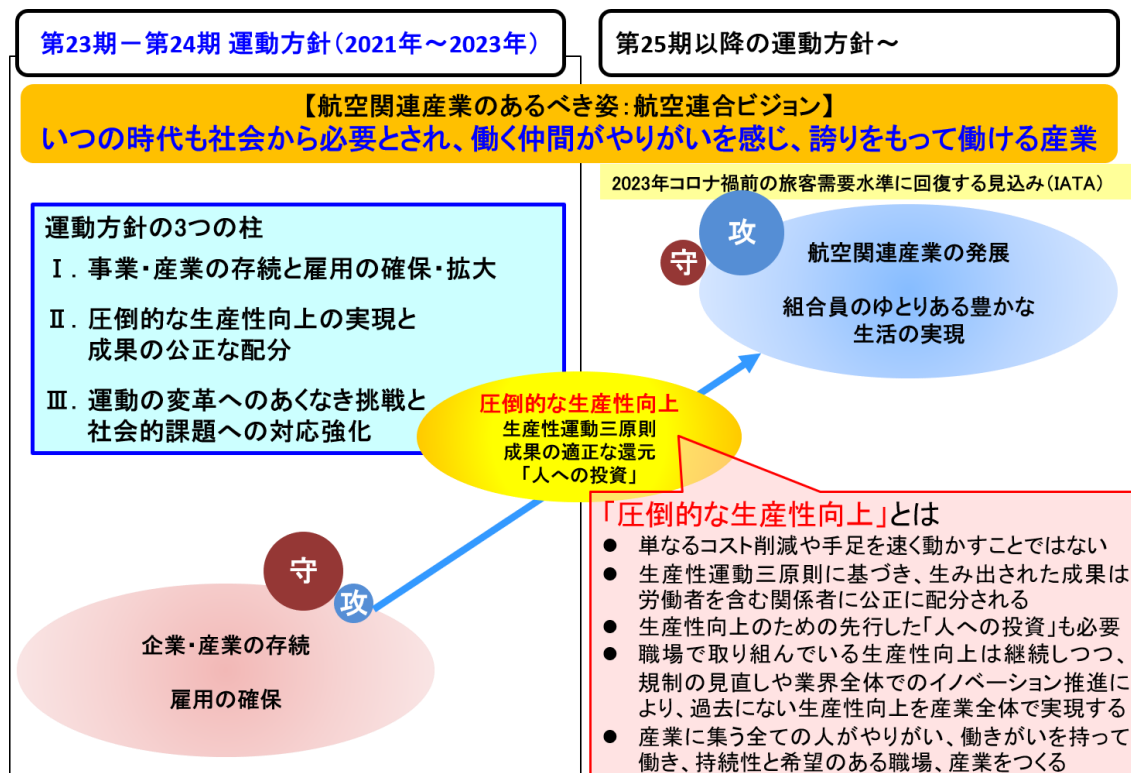 第23期－第24期 運動方針（2021年～2023年）
第25期以降の運動方針～
【航空関連産業のあるべき姿：航空連合ビジョン】
いつの時代も社会から必要とされ、働く仲間がやりがいを感じ、誇りをもって働ける産業
2023年コロナ禍前の旅客需要水準に回復する見込み（IATA）
運動方針の3つの柱
Ⅰ．事業・産業の存続と雇用の確保・拡大
Ⅱ．圧倒的な生産性向上の実現と
成果の公正な配分
Ⅲ．運動の変革へのあくなき挑戦と
社会的課題への対応強化
攻
守
航空関連産業の発展
組合員のゆとりある豊かな
生活の実現
圧倒的な生産性向上
生産性運動三原則
成果の適正な還元
「人への投資」
守
攻
企業・産業の存続
雇用の確保
「圧倒的な生産性向上」とは
● 単なるコスト削減や手足を速く動かすことではない
● 生産性運動三原則に基づき、生み出された成果は
労働者を含む関係者に公正に配分される
● 生産性向上のための先行した「人への投資」も必要
● 職場で取り組んでいる生産性向上は継続しつつ、
規制の見直しや業界全体でのイノベーション推進に
より、過去にない生産性向上を産業全体で実現する
● 産業に集う全ての人がやりがい、働きがいを持って
働き、持続性と希望のある職場、産業をつくる